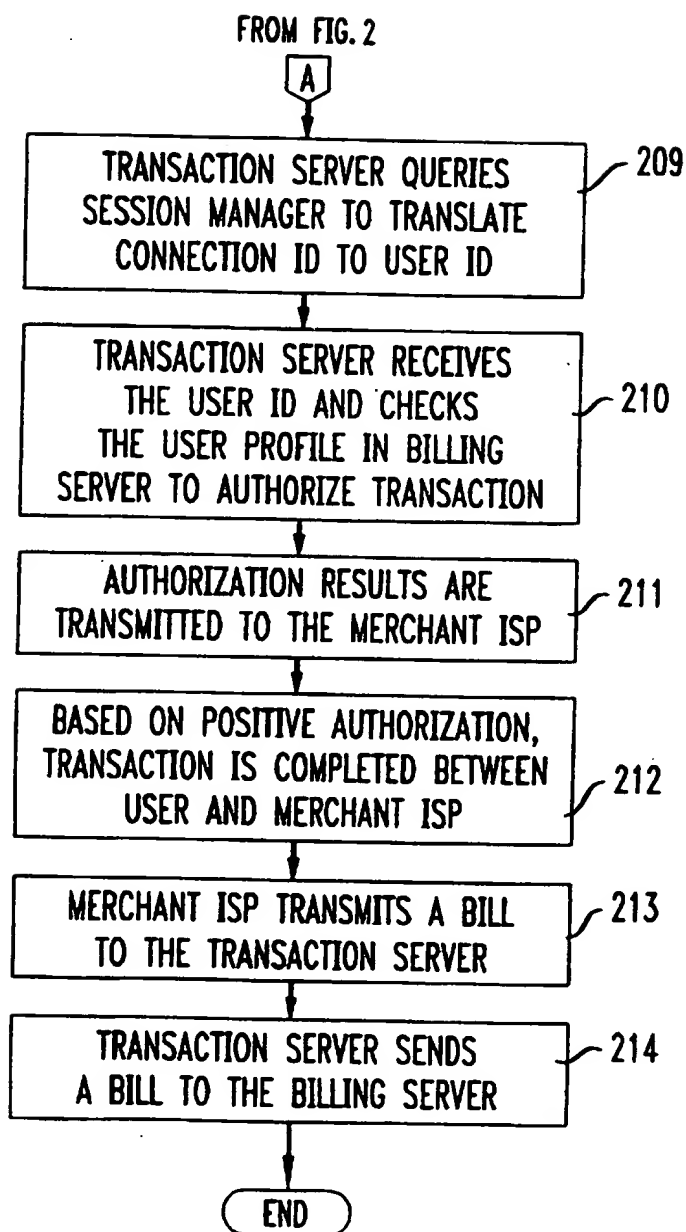 FROM FIG. 2
A
TRANSACTION SERVER QUERIES
SESSION MANAGER TO TRANSLATE
CONNECTION ID TO USER ID
209
TRANSACTION SERVER RECEIVES
THE USER ID AND CHECKS
THE USER PROFILE IN BILLING
SERVER TO AUTHORIZE TRANSACTION
210
AUTHORIZATION RESULTS ARE
TRANSMITTED TO THE MERCHANT ISP
211
BASED ON POSITIVE AUTHORIZATION,
TRANSACTION IS COMPLETED BETWEEN
USER AND MERCHANT ISP
212
MERCHANT ISP TRANSMITS A BILL
TO THE TRANSACTION SERVER
213
TRANSACTION SERVER SENDS
A BILL TO THE BILLING SERVER
214
END